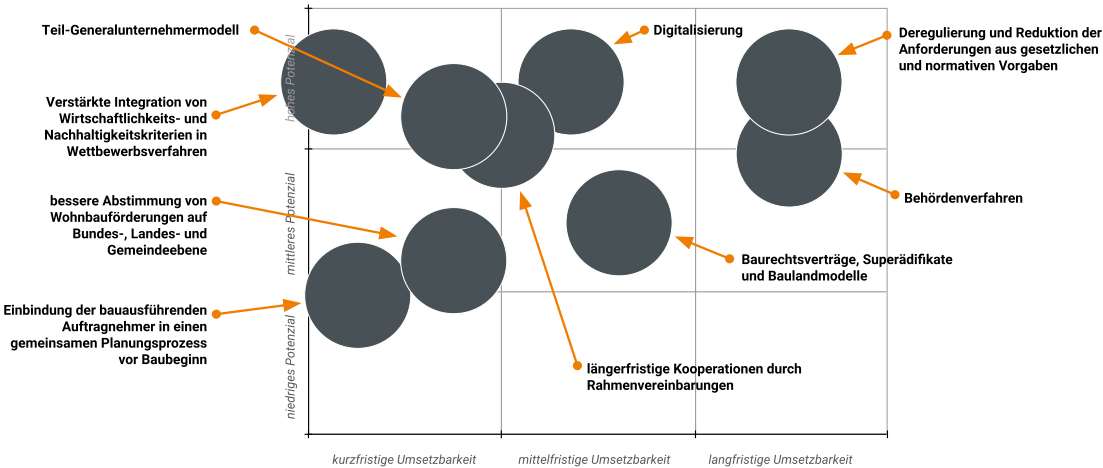 Teil-Generalunternehmermodell
Digitalisierung
Deregulierung und Reduktion der
Anforderungen aus gesetzlichen
und normativen Vorgaben
hohes Potenzial
Verstärkte Integration von
Wirtschaftlichkeits- und
Nachhaltigkeitskriterien in
Wettbewerbsverfahren
Behördenverfahren
mittleres Potenzial
bessere Abstimmung von
Wohnbauförderungen auf
Bundes-, Landes- und
Gemeindeebene
Baurechtsverträge, Superädifikate
und Baulandmodelle
Einbindung der bauausführenden
Auftragnehmer in einen
gemeinsamen Planungsprozess
vor Baubeginn
niedriges Potenzial
längerfristige Kooperationen durch
Rahmenvereinbarungen
kurzfristige Umsetzbarkeit
mittelfristige Umsetzbarkeit
langfristige Umsetzbarkeit